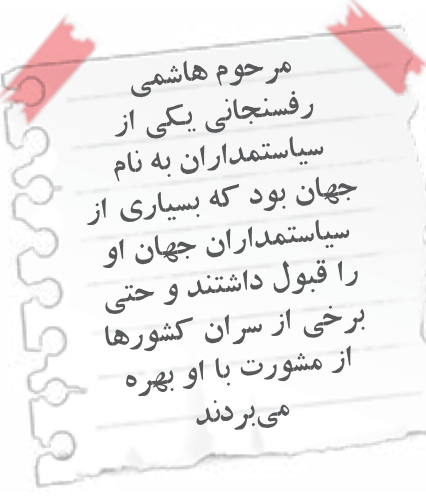 مرحوم هاشمی
رفسنجانی یکی از
سیاستمداران به نام
جهان بود که بسیاری از
سیاستمداران جهان او
را قبول داشتند و حتی
برخی از سران کشورها
از مشورت با او بهره
می‌بردند